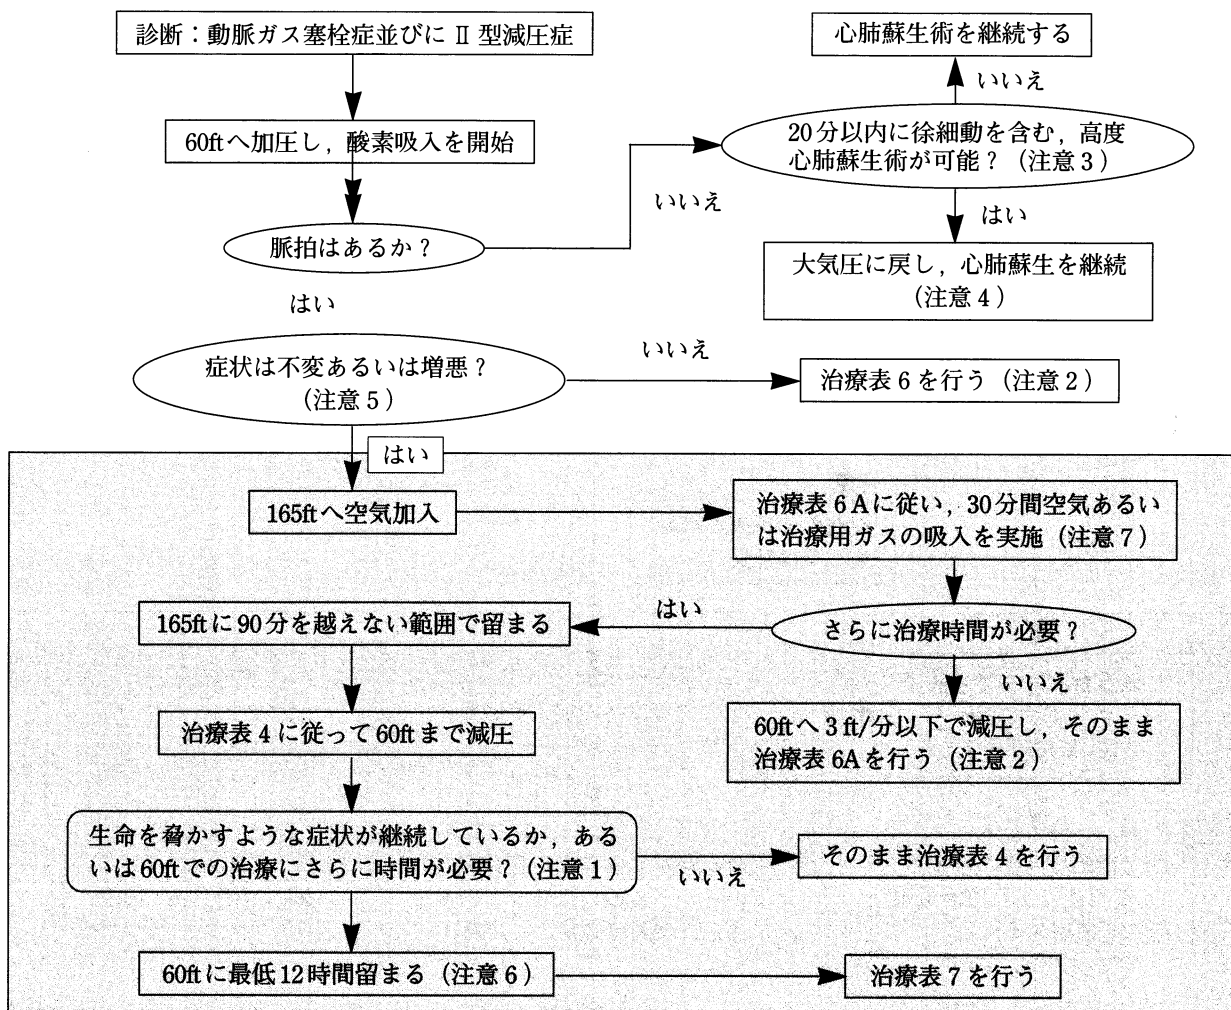 診断：動脈ガス塞栓症並びにⅡ型減圧症
60ftへ加圧し，酸素吸入を開始
脈拍はあるか？
いいえ
はい
心肺蘇生術を継続する
いいえ
20分以内に徐細動を含む，高度
心肺蘇生術が可能？（注意3）
はい
大気圧に戻し，心肺蘇生を継続
（注意4）
症状は不変あるいは増悪？
（注意5）
いいえ
治療表6を行う（注意2）
はい
165ftへ空気加入
治療表6Aに従い，30分間空気あるい
は治療用ガスの吸入を実施（注意7）
さらに治療時間が必要？
はい
165ftに90分を越えない範囲で留まる
いいえ
60ftへ3ft/分以下で減圧し，そのまま
治療表6Aを行う（注意2）
治療表4に従って60ftまで減圧
生命を脅かすような症状が継続しているか，ある
いは60ftでの治療にさらに時間が必要？（注意1）
いいえ
そのまま治療表4を行う
60ftに最低12時間留まる（注意6）
治療表7を行う